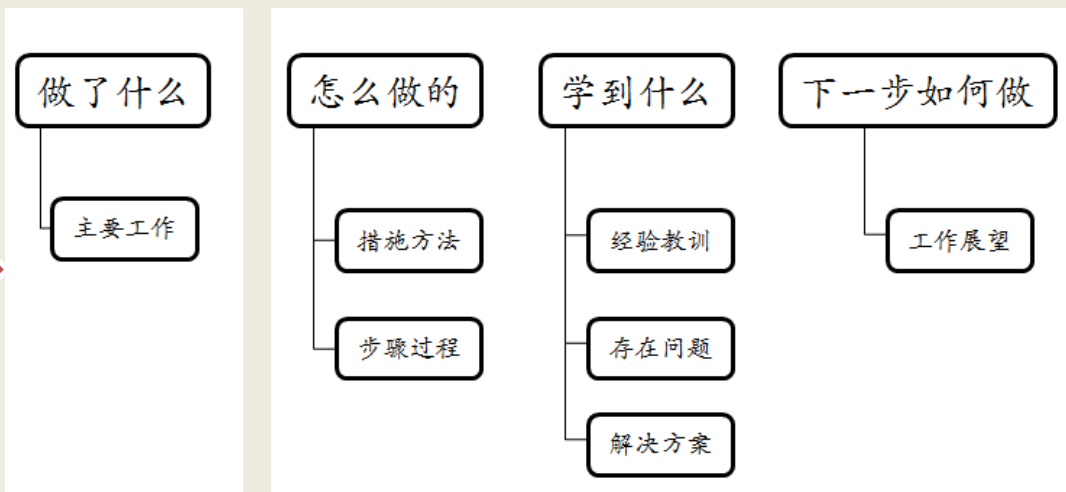 做了什么
主要工作
怎么做的
措施方法
步骤过程
学到什么
经验教训
存在问题
解决方案
下一步如何做
工作展望